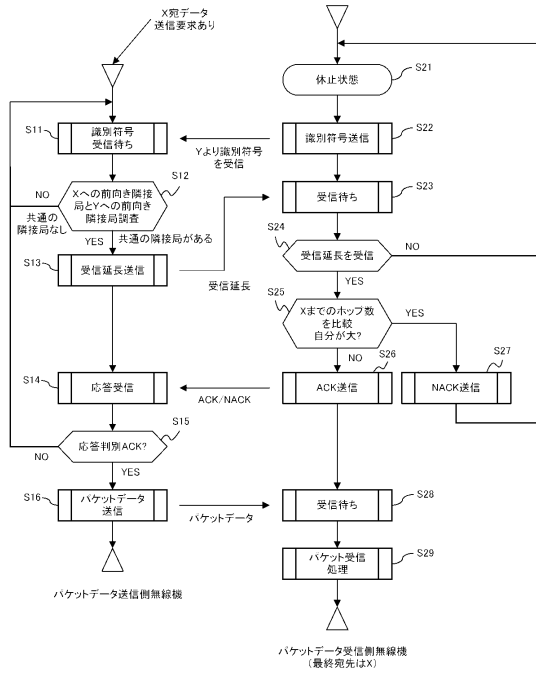 X宛データ
送信要求あり
S11
識別符号
受信待ち
S12
Xへの前向き隣接
局とYへの前向き
隣接局調査
NO
共通の
隣接局なし
YES
共通の隣接局がある
S13
受信延長送信
S14
応答受信
S15
応答判別ACK?
NO
YES
S16
パケットデータ
送信
パケットデータ送信側無線機
Yより識別符号
を受信
受信延長
ACK/NACK
パケットデータ
S21
休止状態
S22
識別符号送信
S23
受信待ち
S24
受信延長を受信
NO
YES
S25
Xまでのホップ数
を比較
自分が大?
YES
NO
S26
ACK送信
S27
NACK送信
S28
受信待ち
S29
パケット受信
処理
パケットデータ受信側無線機
(最終宛先はX)